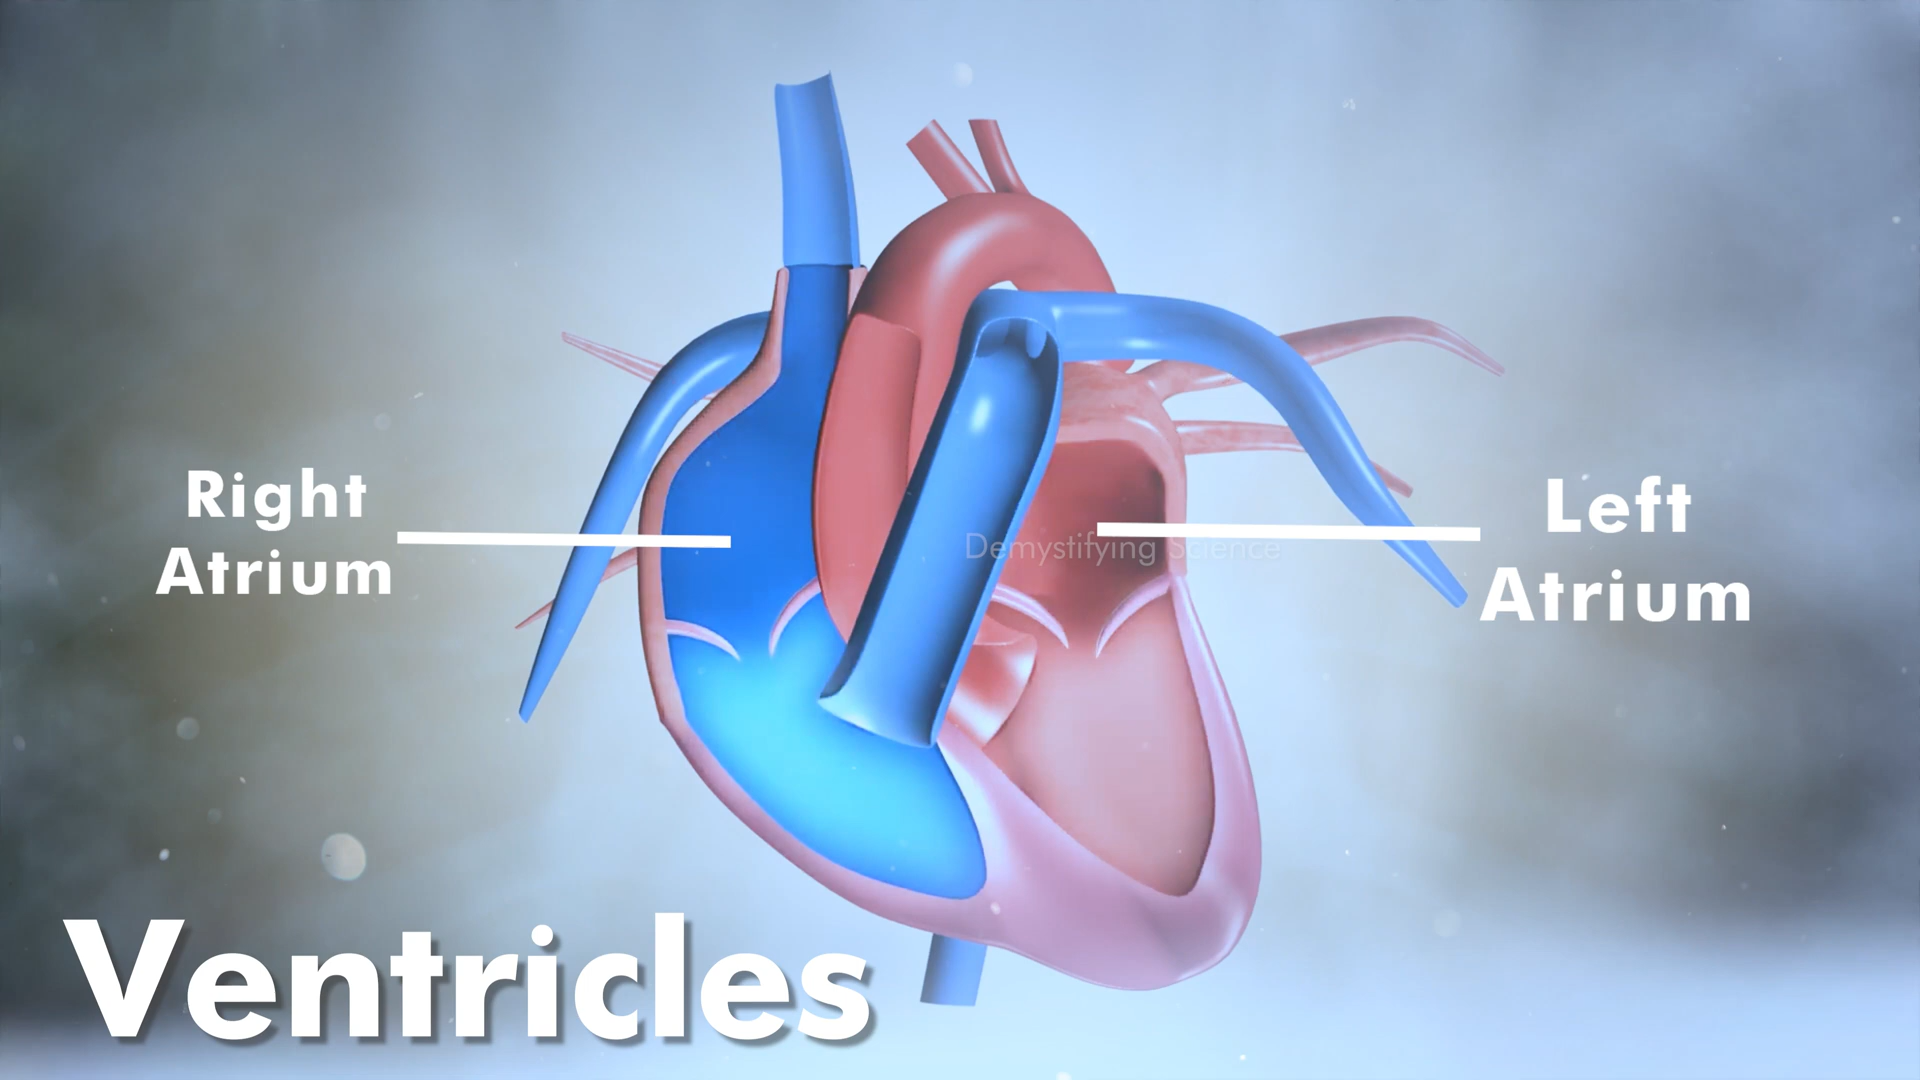 Right
Atrium
Left
Atrium
Demystifying Science
Ventricles